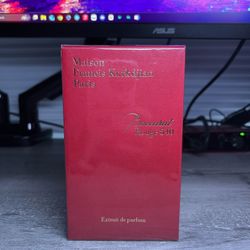 Maison
Francis Kurkdjian
Paris
Baccarat
Rouge 540
Extrait de parfum
ASUS